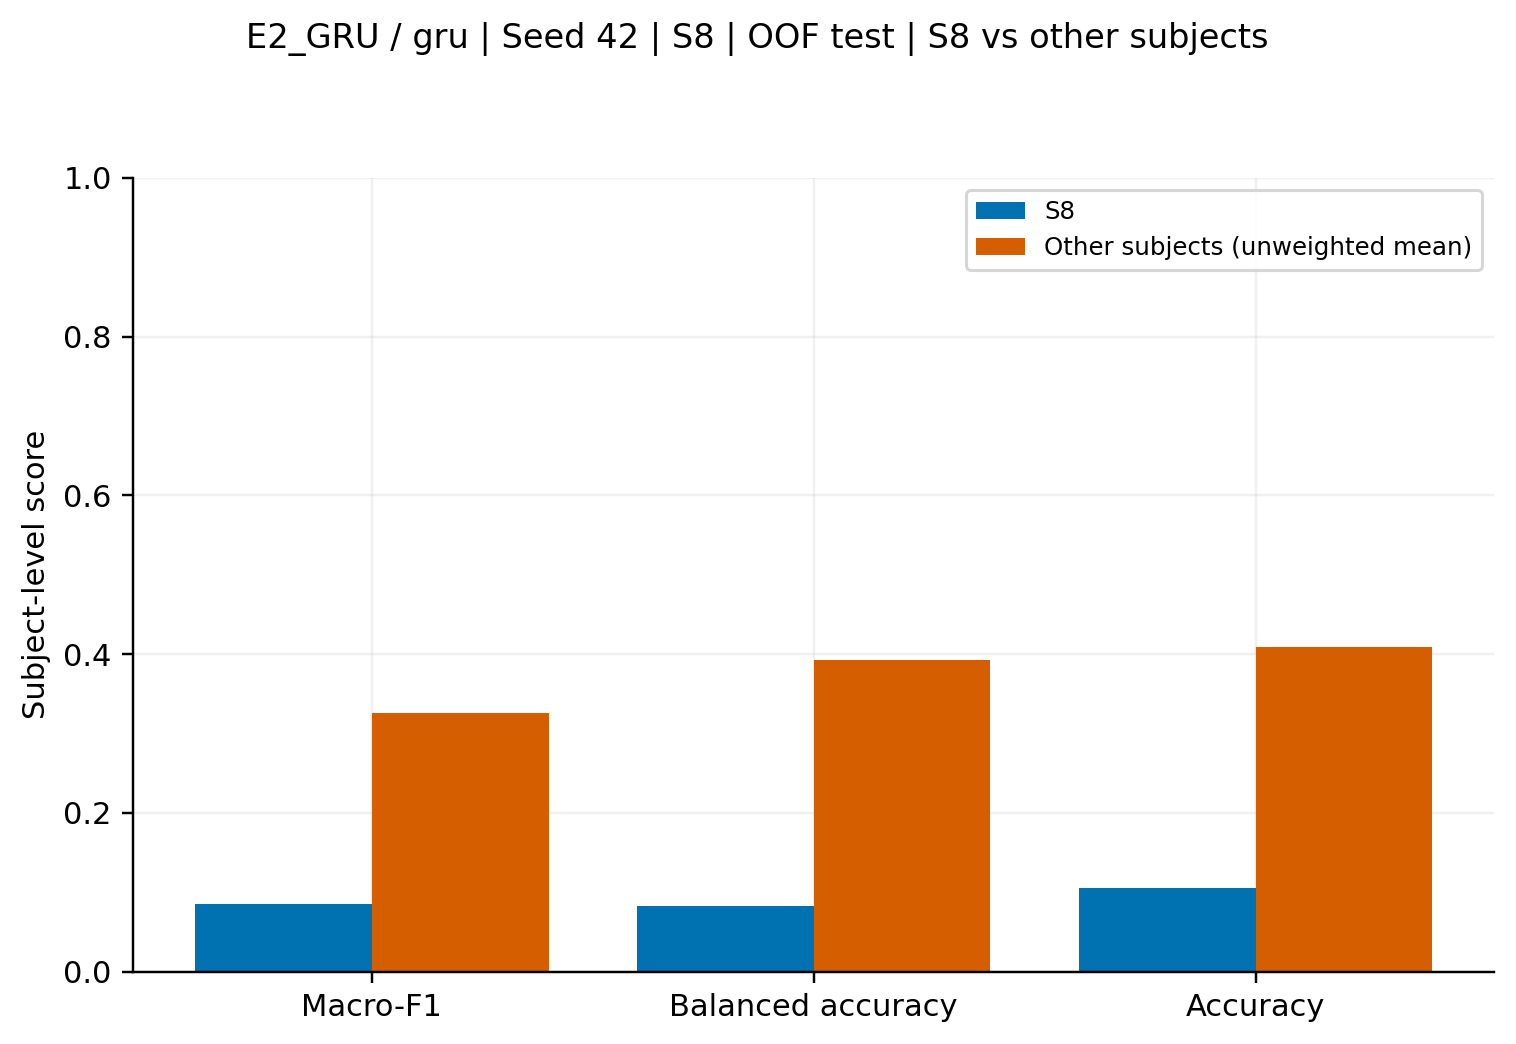 E2_GRU / gru | Seed 42 | S8 | OOF test | S8 vs other subjects
S8
Other subjects (unweighted mean)
Subject-level score
1.0
0.8
0.6
0.4
0.2
0.0
Macro-F1
Balanced accuracy
Accuracy